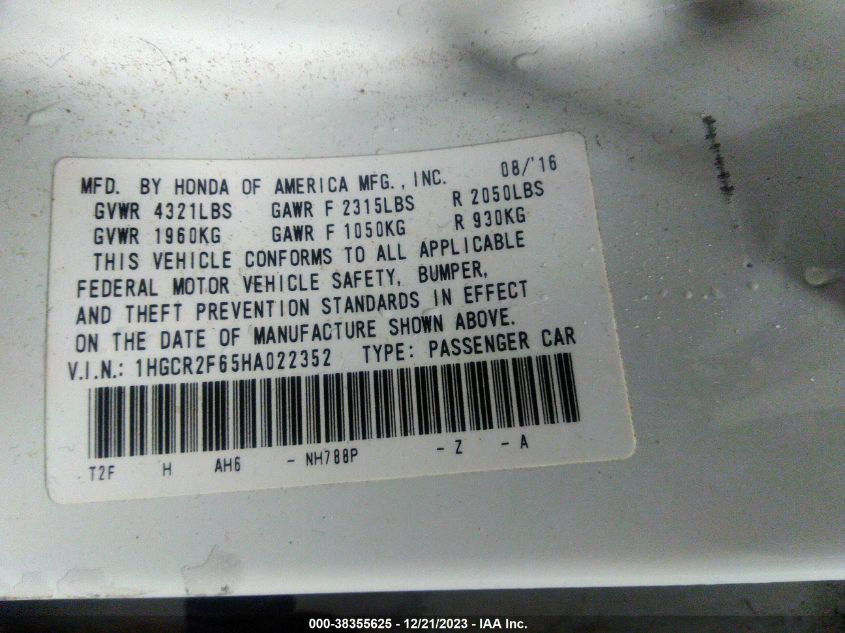 MFD. BY HONDA OF AMERICA MFG., INC. 08/'16
GVWR 4321LBS GAWR F 2315LBS R 2050LBS
GVWR 1960KG GAWR F 1050KG R 930KG
THIS VEHICLE CONFORMS TO ALL APPLICABLE
FEDERAL MOTOR VEHICLE SAFETY, BUMPER,
AND THEFT PREVENTION STANDARDS IN EFFECT
ON THE DATE OF MANUFACTURE SHOWN ABOVE.
V.I.N.: 1HGCR2F65HA022352 TYPE: PASSENGER CAR
T2F H AH6 - NH788P - Z - A
000-38355625 - 12/21/2023 - IAA Inc.